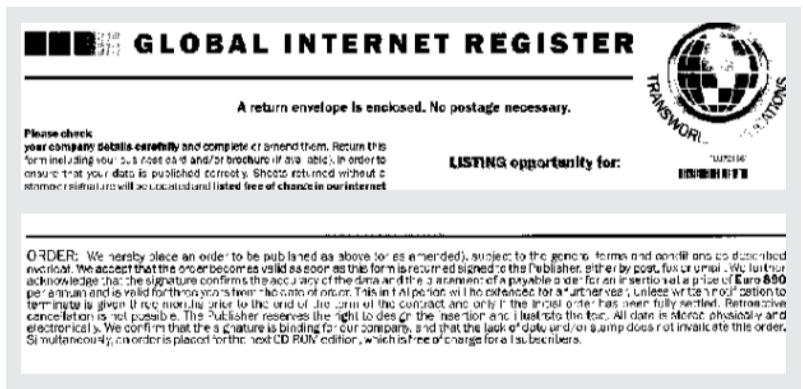 GLOBAL INTERNET REGISTER
A return envelope is enclosed. No postage necessary.
Please check
your company details carefully and complete or amend them. Return this
form including your business card and/or brochure (if available). In order to
ensure that your data is published correctly. Sheets returned without a
stamp or signature will be updated and listed free of charge in our internet
LISTING opportunity for:
TRANSWORL
ORDER: We hereby place an order to be published as above (or as amended), subject to the general terms and conditions as described
overleaf. We accept that the order becomes valid as soon as this form is returned signed to the Publisher, either by post, fax or email. We further
acknowledge that the signature confirms the accuracy of the data and the placement of a payable order for an insertion at a price of Euro 890
per annum and is valid for three years from the date of order. This initial period will be extended for a further year, unless written notification to
terminate is given three months prior to the end of the term of the contract and only if the initial order has been fully settled. Retroactive
cancellation is not possible. The Publisher reserves the right to design the insertion and illustrate the text. All data is stored physically and
electronically. We confirm that the signature is binding for our company, and that the lack of date and/or stamp does not invalidate this order.
Simultaneously, an order is placed for the next CD ROM edition, which is free of charge for all subscribers.